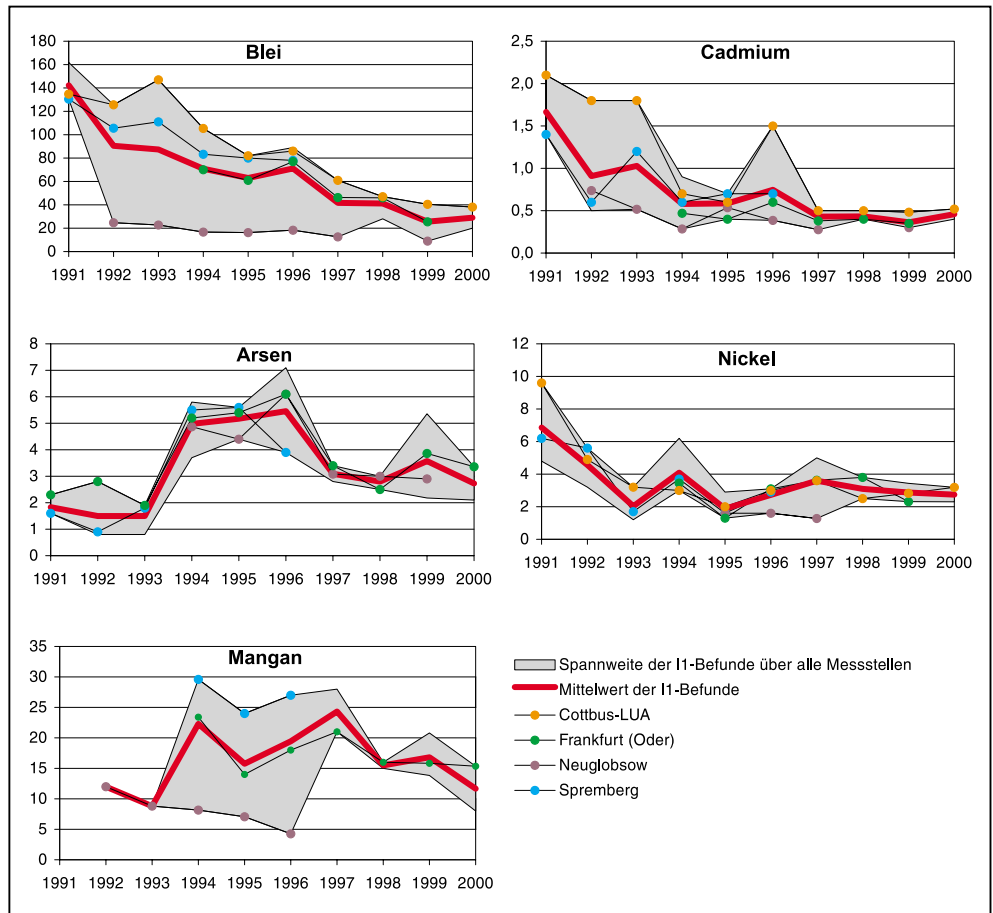 Blei
180
160
140
120
100
80
60
40
20
0
1991 1992 1993 1994 1995 1996 1997 1998 1999 2000
Cadmium
2,5
2,0
1,5
1,0
0,5
0,0
1991 1992 1993 1994 1995 1996 1997 1998 1999 2000
Arsen
8
7
6
5
4
3
2
1
0
1991 1992 1993 1994 1995 1996 1997 1998 1999 2000
Nickel
12
10
8
6
4
2
0
1991 1992 1993 1994 1995 1996 1997 1998 1999 2000
Mangan
35
30
25
20
15
10
5
0
1991 1992 1993 1994 1995 1996 1997 1998 1999 2000
Spannweite der I1-Befunde über alle Messstellen
Mittelwert der I1-Befunde
Cottbus-LUA
Frankfurt (Oder)
Neuglobsow
Spremberg